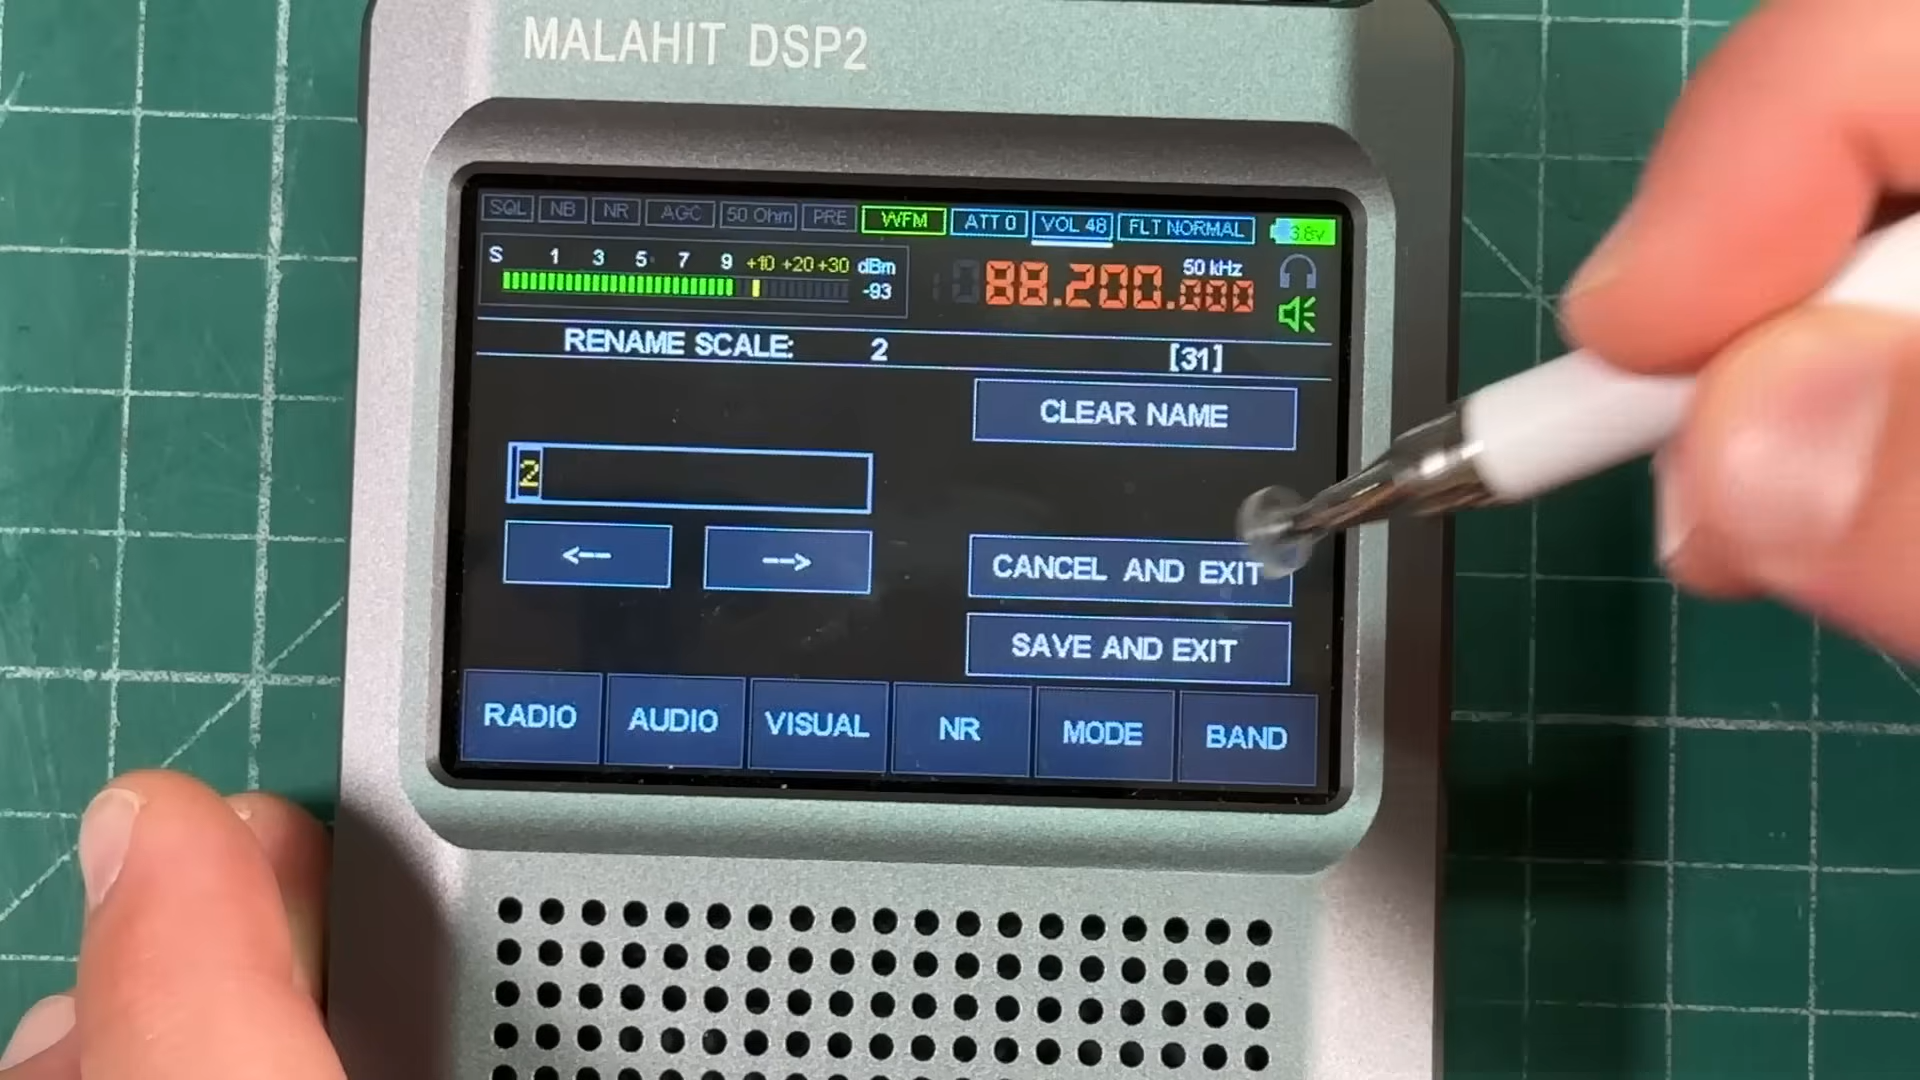 MALAHIT DSP2
SQL NB NR AGC 50 Ohm PRE WFM ATT 0 VOL 48 FLT NORMAL 3.8v
S 1 3 5 7 9 +10 +20 +30 dBm
-93
50 kHz
88.200.000
RENAME SCALE: 2 [31]
CLEAR NAME
2
<-- -->
CANCEL AND EXIT
SAVE AND EXIT
RADIO AUDIO VISUAL NR MODE BAND